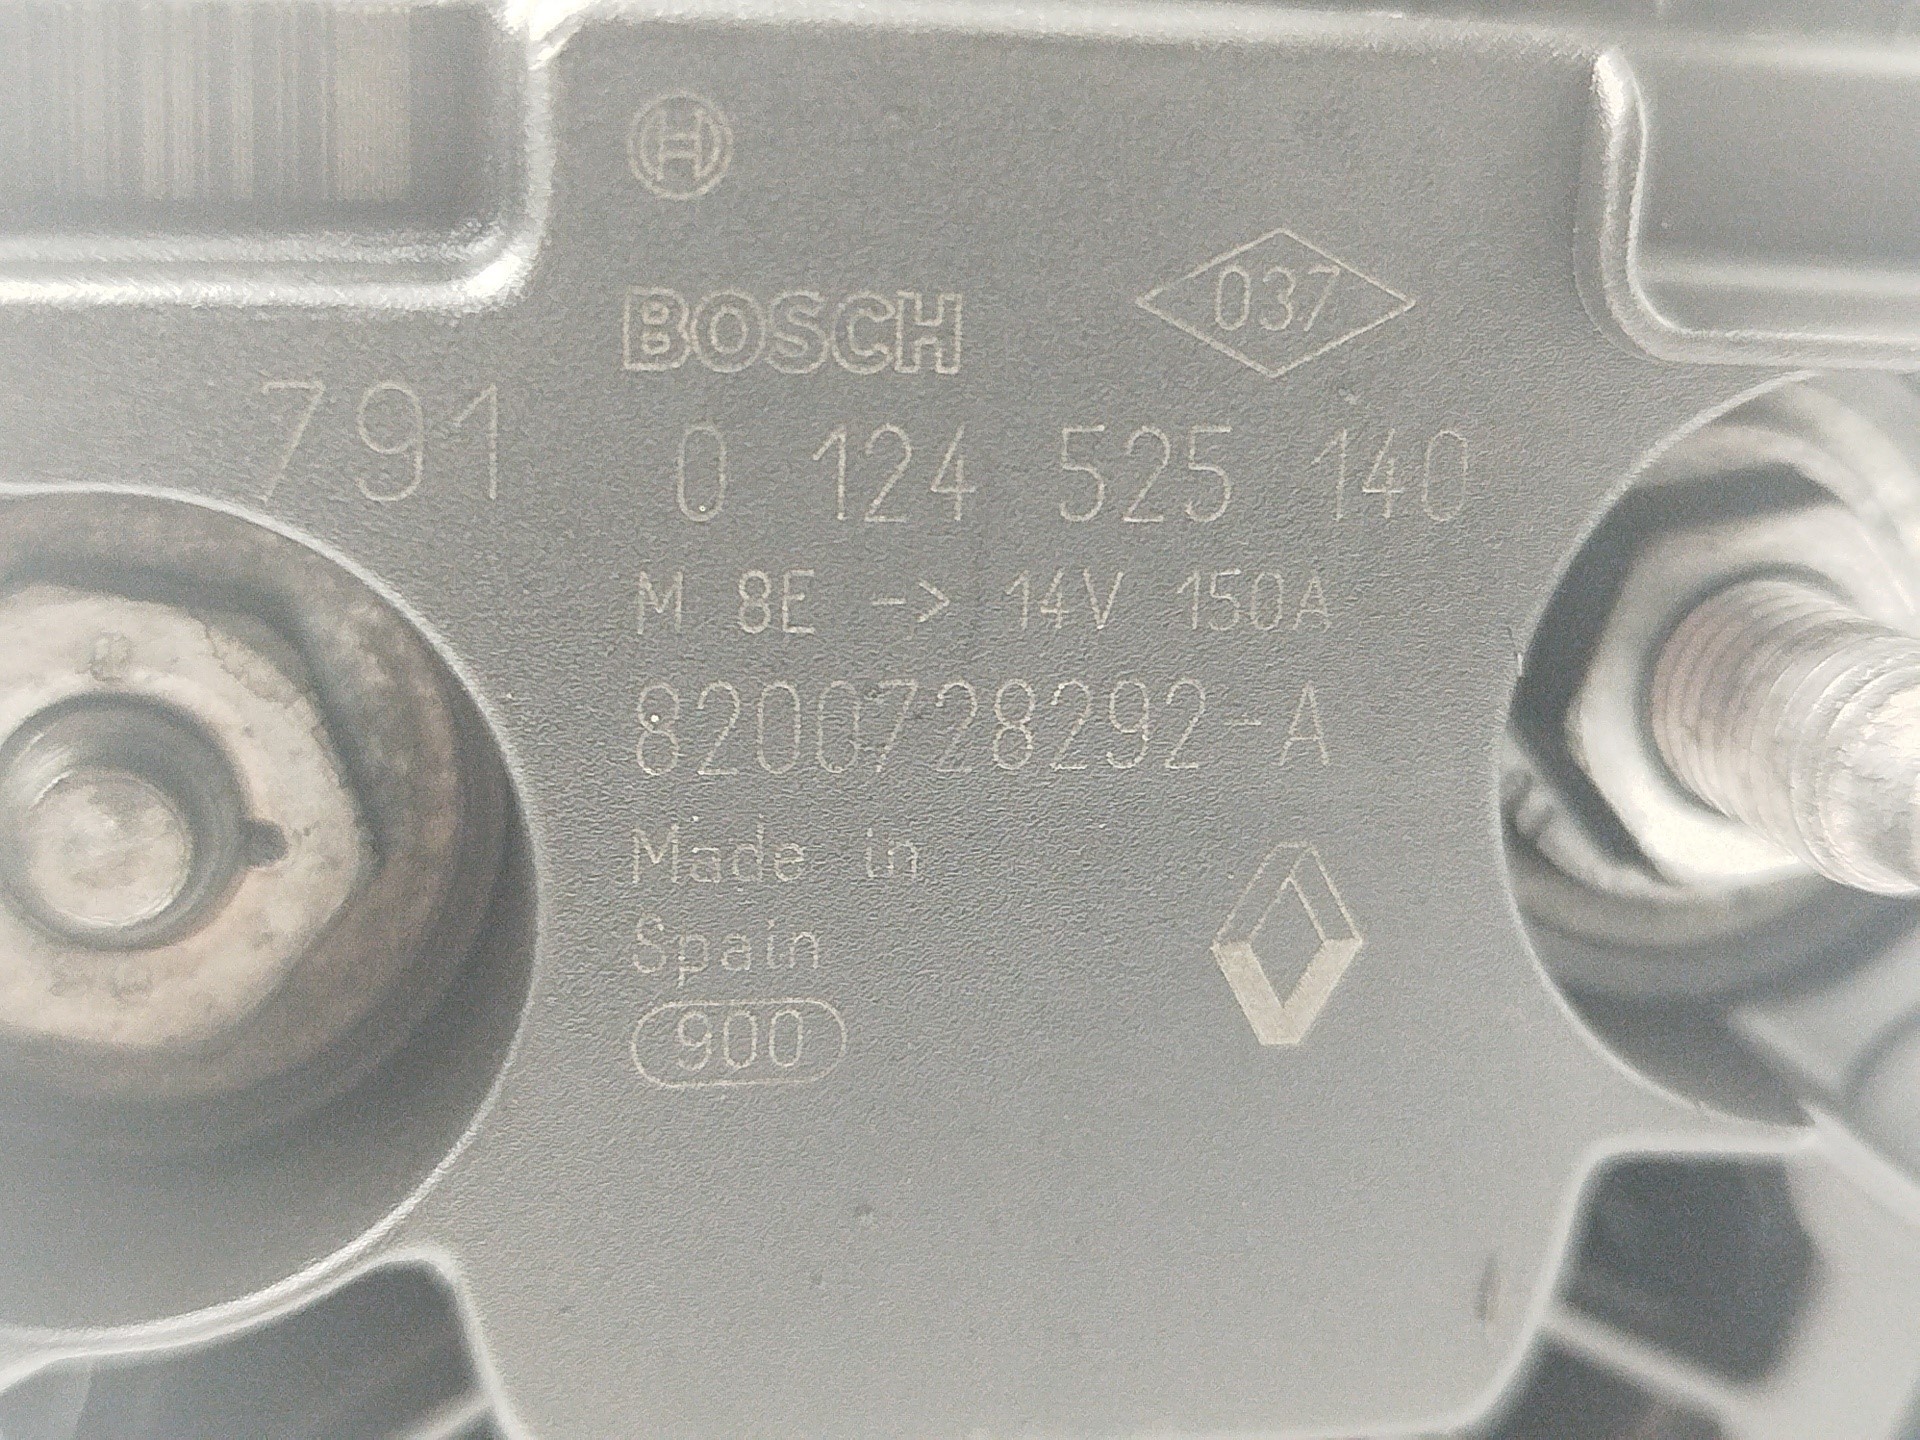 BOSCH
037
791
0 124 525 140
M 8E -> 14V 150A
8200728292-A
Made in
Spain
900